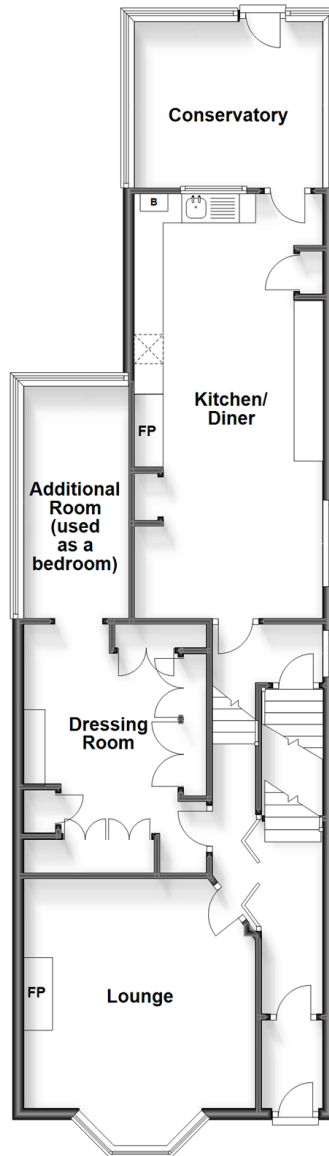 Conservatory
B
Kitchen/
Diner
FP
Additional
Room
(used
as a
bedroom)
Dressing
Room
FP
Lounge